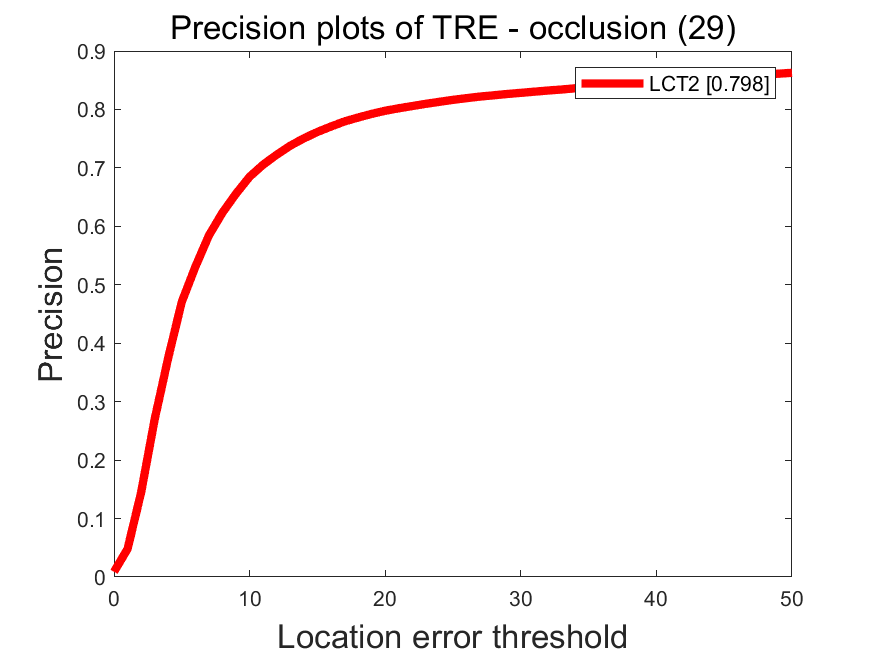 Precision plots of TRE - occlusion (29)
LCT2 [0.798]
Precision
0.9
0.8
0.7
0.6
0.5
0.4
0.3
0.2
0.1
0
0 10 20 30 40 50
Location error threshold